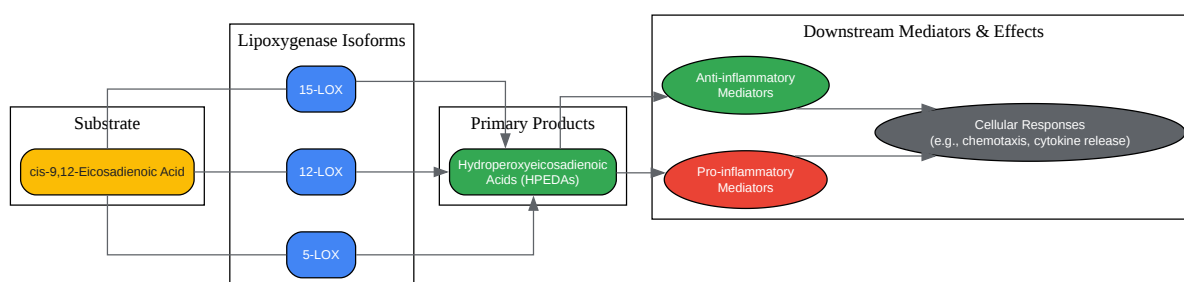 Substrate
cis-9,12-Eicosadienoic Acid
Lipoxygenase Isoforms
15-LOX
12-LOX
5-LOX
Primary Products
Hydroperoxyeicosadienoic
Acids (HPEDAs)
Downstream Mediators & Effects
Anti-inflammatory
Mediators
Pro-inflammatory
Mediators
Cellular Responses
(e.g., chemotaxis, cytokine release)